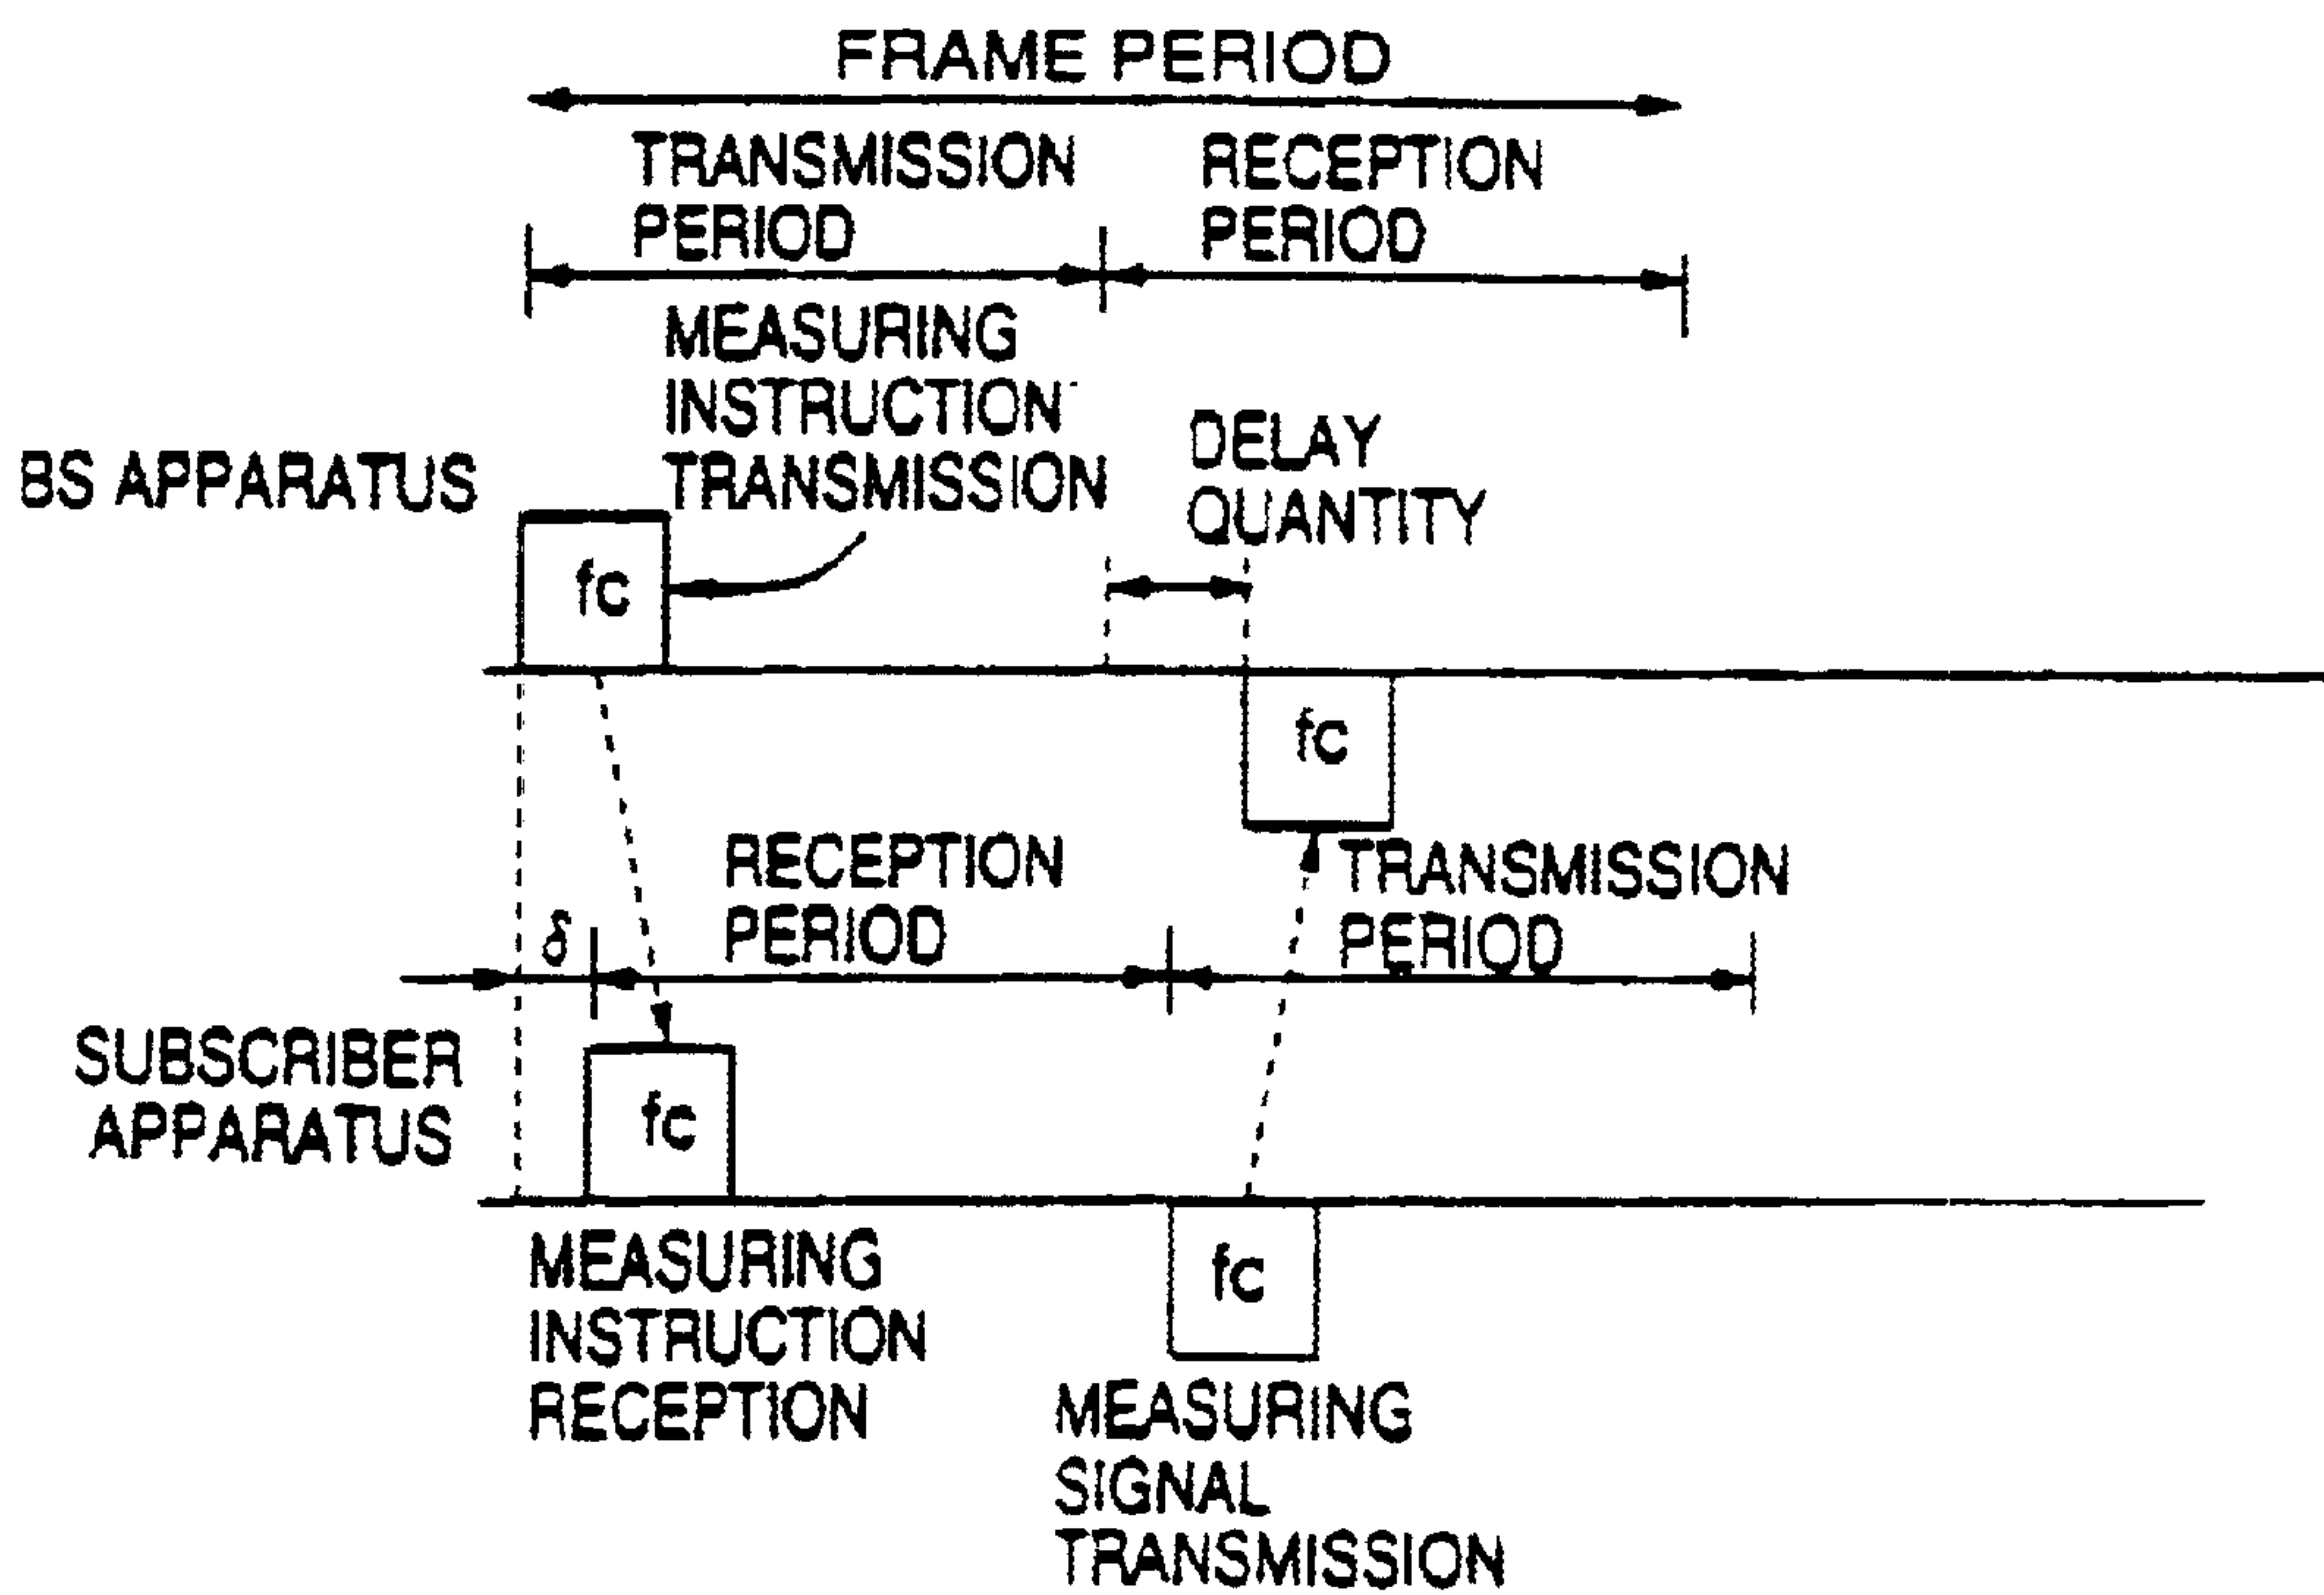 FRAME PERIOD
TRANSMISSION
PERIOD
RECEPTION
PERIOD
MEASURING
INSTRUCTION
TRANSMISSION
DELAY
QUANTITY
BS APPARATUS
fc
fc
RECEPTION
PERIOD
TRANSMISSION
PERIOD
δ
SUBSCRIBER
APPARATUS
fc
fc
MEASURING
INSTRUCTION
RECEPTION
MEASURING
SIGNAL
TRANSMISSION